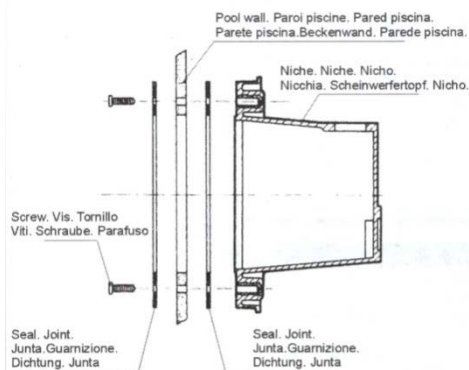 Pool wall. Paroi piscine. Pared piscina.
Parete piscina.Beckenwand. Parede piscina.
Niche. Niche. Nicho.
Nicchia. Scheinwerfertopf. Nicho.
Screw. Vis. Tornillo
Viti. Schraube. Parafuso
Seal. Joint.
Junta.Guarnizione.
Dichtung. Junta
Seal. Joint.
Junta.Guarnizione.
Dichtung. Junta